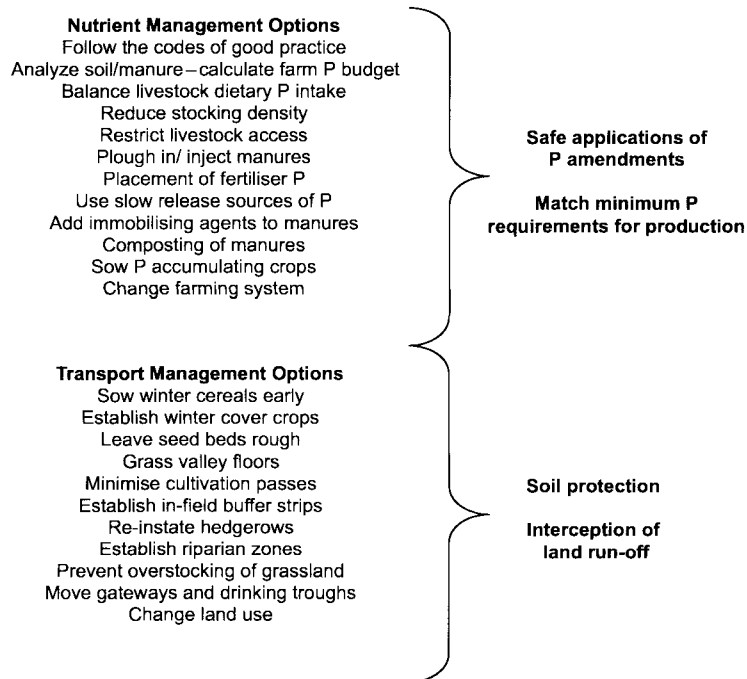 Nutrient Management Options
Follow the codes of good practice
Analyze soil/manure–calculate farm P budget
Balance livestock dietary P intake
Reduce stocking density
Restrict livestock access
Plough in/ inject manures
Placement of fertiliser P
Use slow release sources of P
Add immobilising agents to manures
Composting of manures
Sow P accumulating crops
Change farming system
Safe applications of
P amendments
Match minimum P
requirements for production
Transport Management Options
Sow winter cereals early
Establish winter cover crops
Leave seed beds rough
Grass valley floors
Minimise cultivation passes
Establish in-field buffer strips
Re-instate hedgerows
Establish riparian zones
Prevent overstocking of grassland
Move gateways and drinking troughs
Change land use
Soil protection
Interception of
land run-off